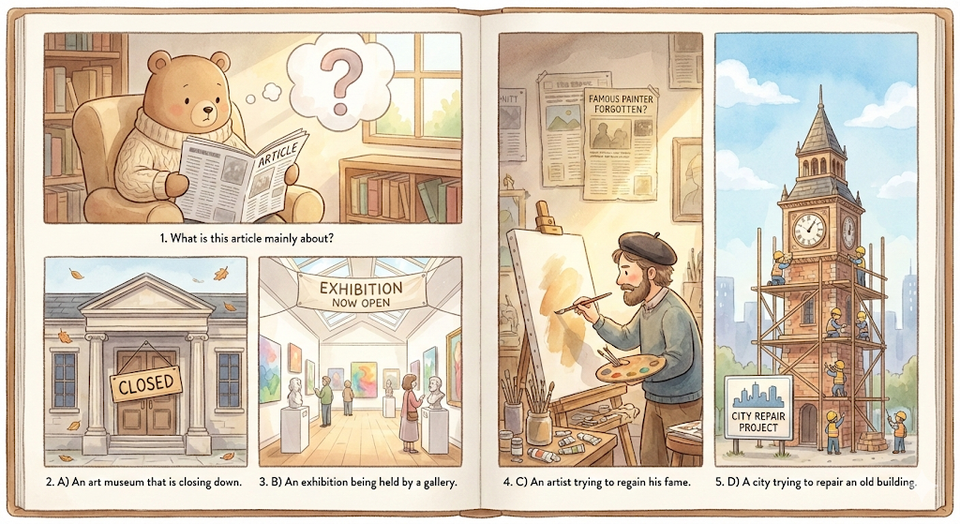 ARTICLE
1. What is this article mainly about?
CLOSED
2. A) An art museum that is closing down.
EXHIBITION
NOW OPEN
3. B) An exhibition being held by a gallery.
FAMOUS PAINTER
FORGOTTEN?
4. C) An artist trying to regain his fame.
CITY REPAIR
PROJECT
5. D) A city trying to repair an old building.